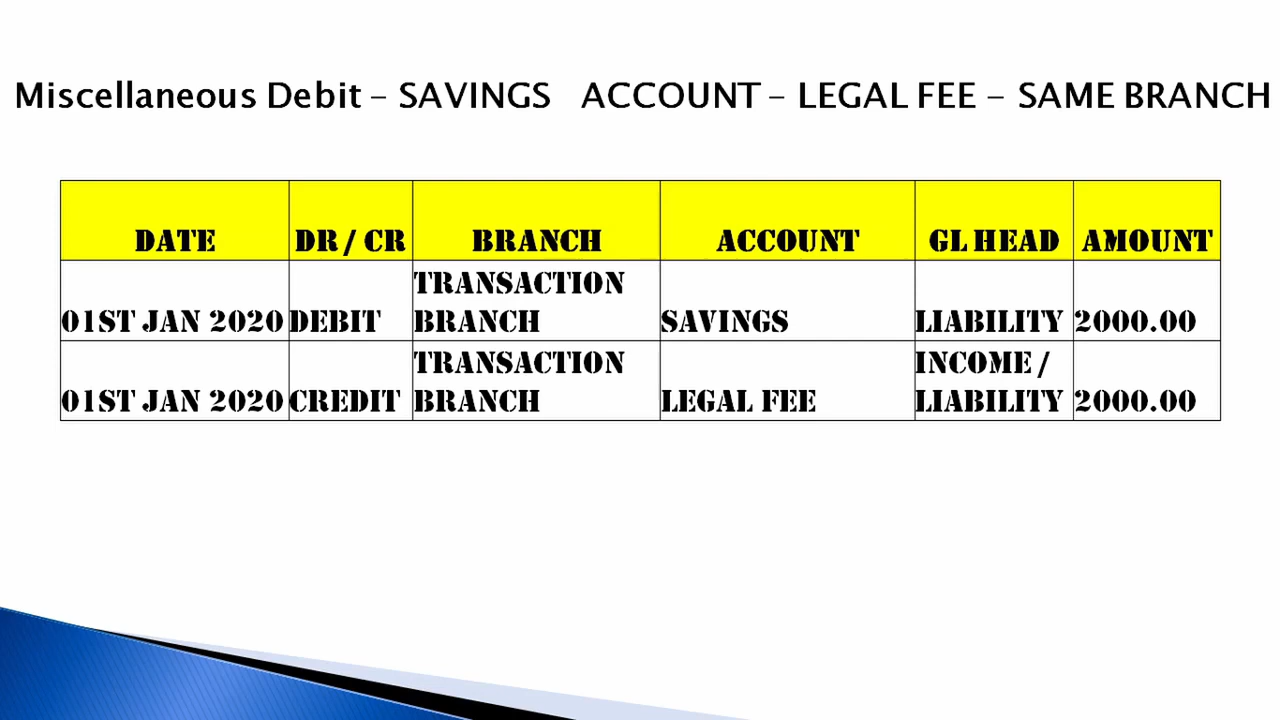 Miscellaneous Debit – SAVINGS ACCOUNT – LEGAL FEE – SAME BRANCH
DATE DR / CR BRANCH ACCOUNT GL HEAD AMOUNT
TRANSACTION
01ST JAN 2020 DEBIT BRANCH SAVINGS LIABILITY 2000.00
TRANSACTION INCOME /
01ST JAN 2020 CREDIT BRANCH LEGAL FEE LIABILITY 2000.00